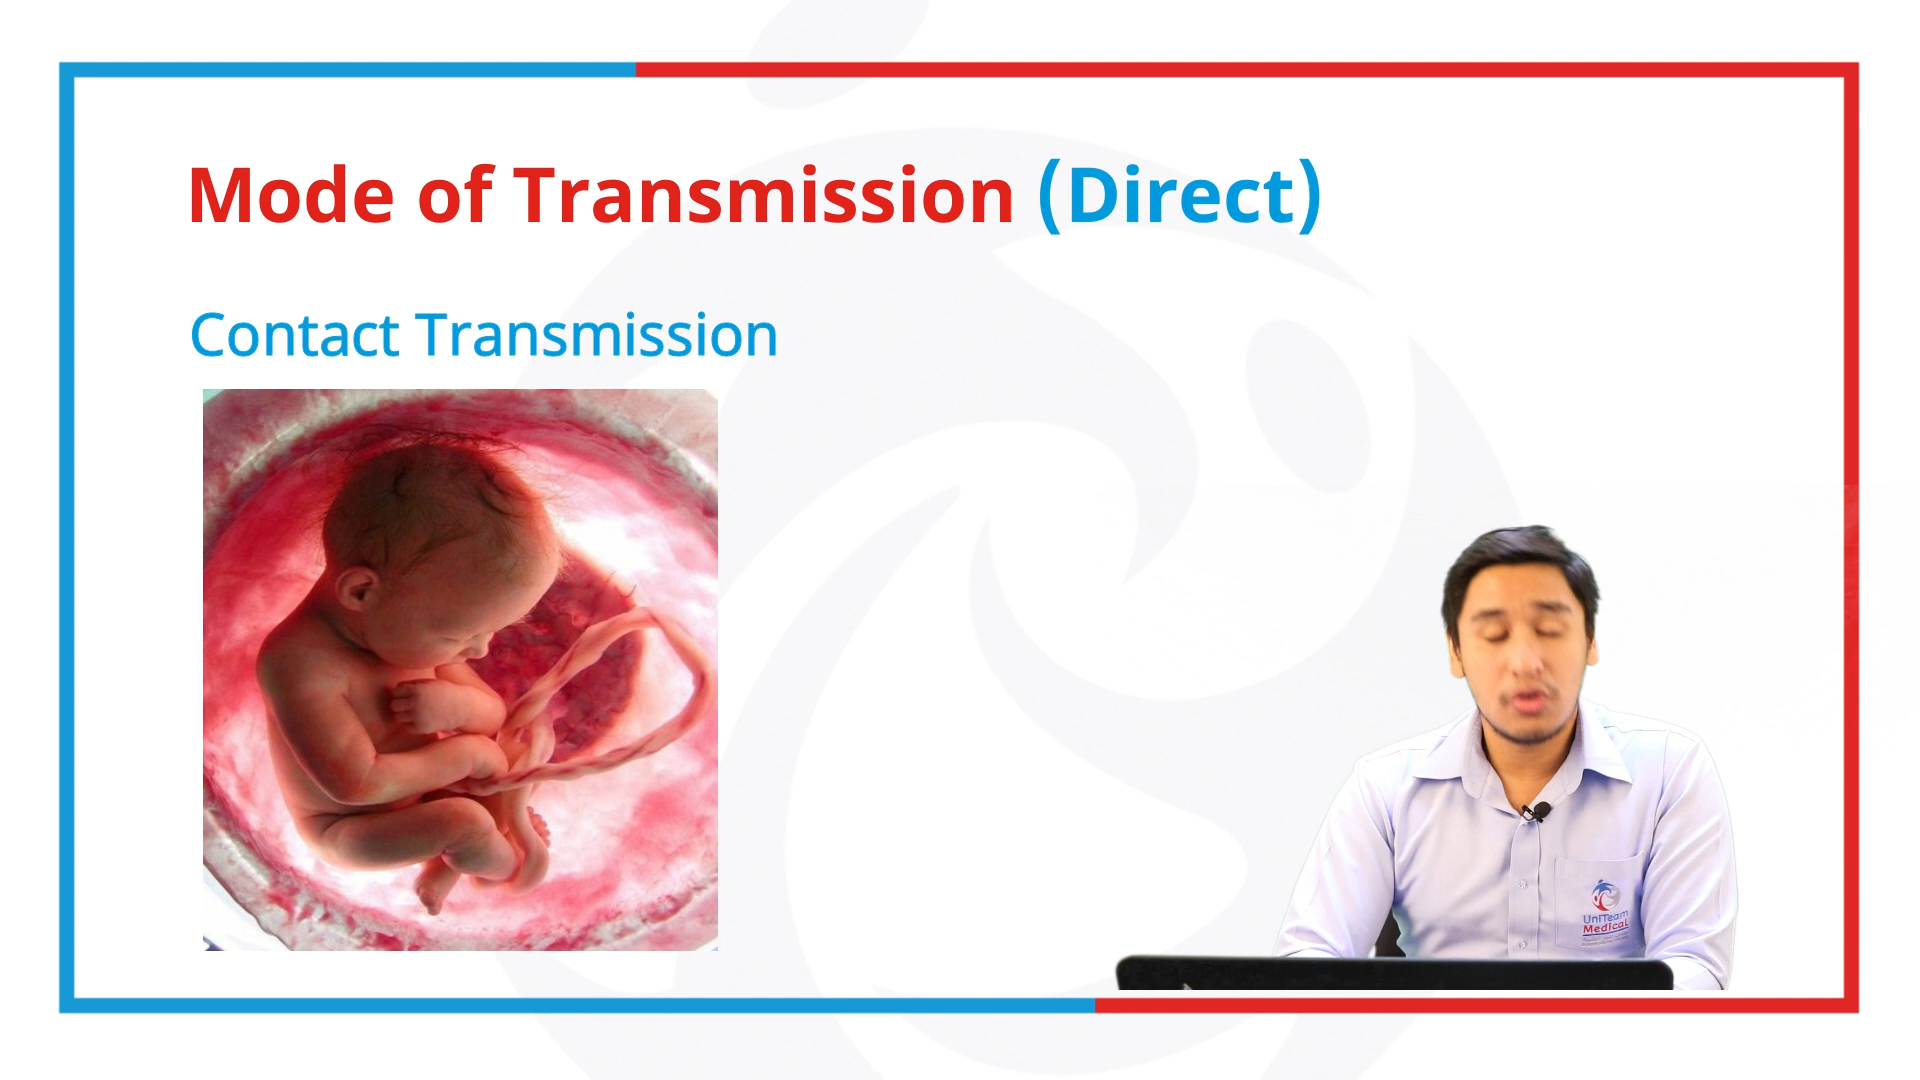 Mode of Transmission (Direct)
Contact Transmission
UniTeam
Medical